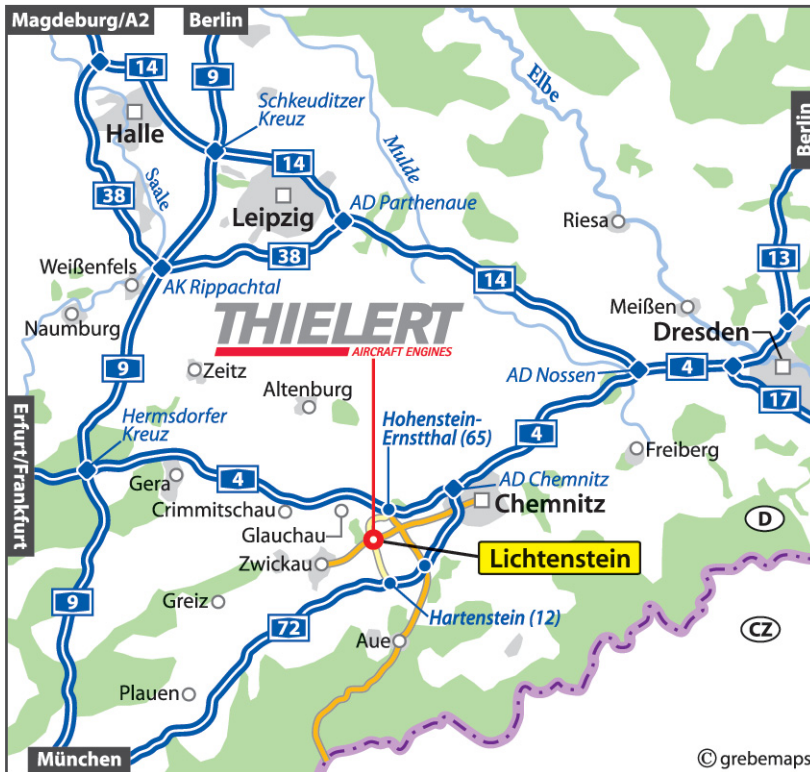 Magdeburg/A2
Berlin
14
9
Schkeuditzer
Kreuz
Elbe
Halle
Mulde
Berlin
14
38
Saale
Leipzig
AD Parthenaue
Riesa
38
13
Weißenfels
14
AK Rippachtal
Meißen
Naumburg
THIELERT
AIRCRAFT ENGINES
Dresden
9
Zeitz
AD Nossen
4
Altenburg
17
Erfurt/Frankfurt
Hermsdorfer
Kreuz
Hohenstein-
Ernstthal (65)
4
Freiberg
4
Gera
AD Chemnitz
Crimmitschau
Chemnitz
D
Glauchau
Zwickau
Lichtenstein
9
Greiz
Hartenstein (12)
72
CZ
Aue
Plauen
München
© grebemaps